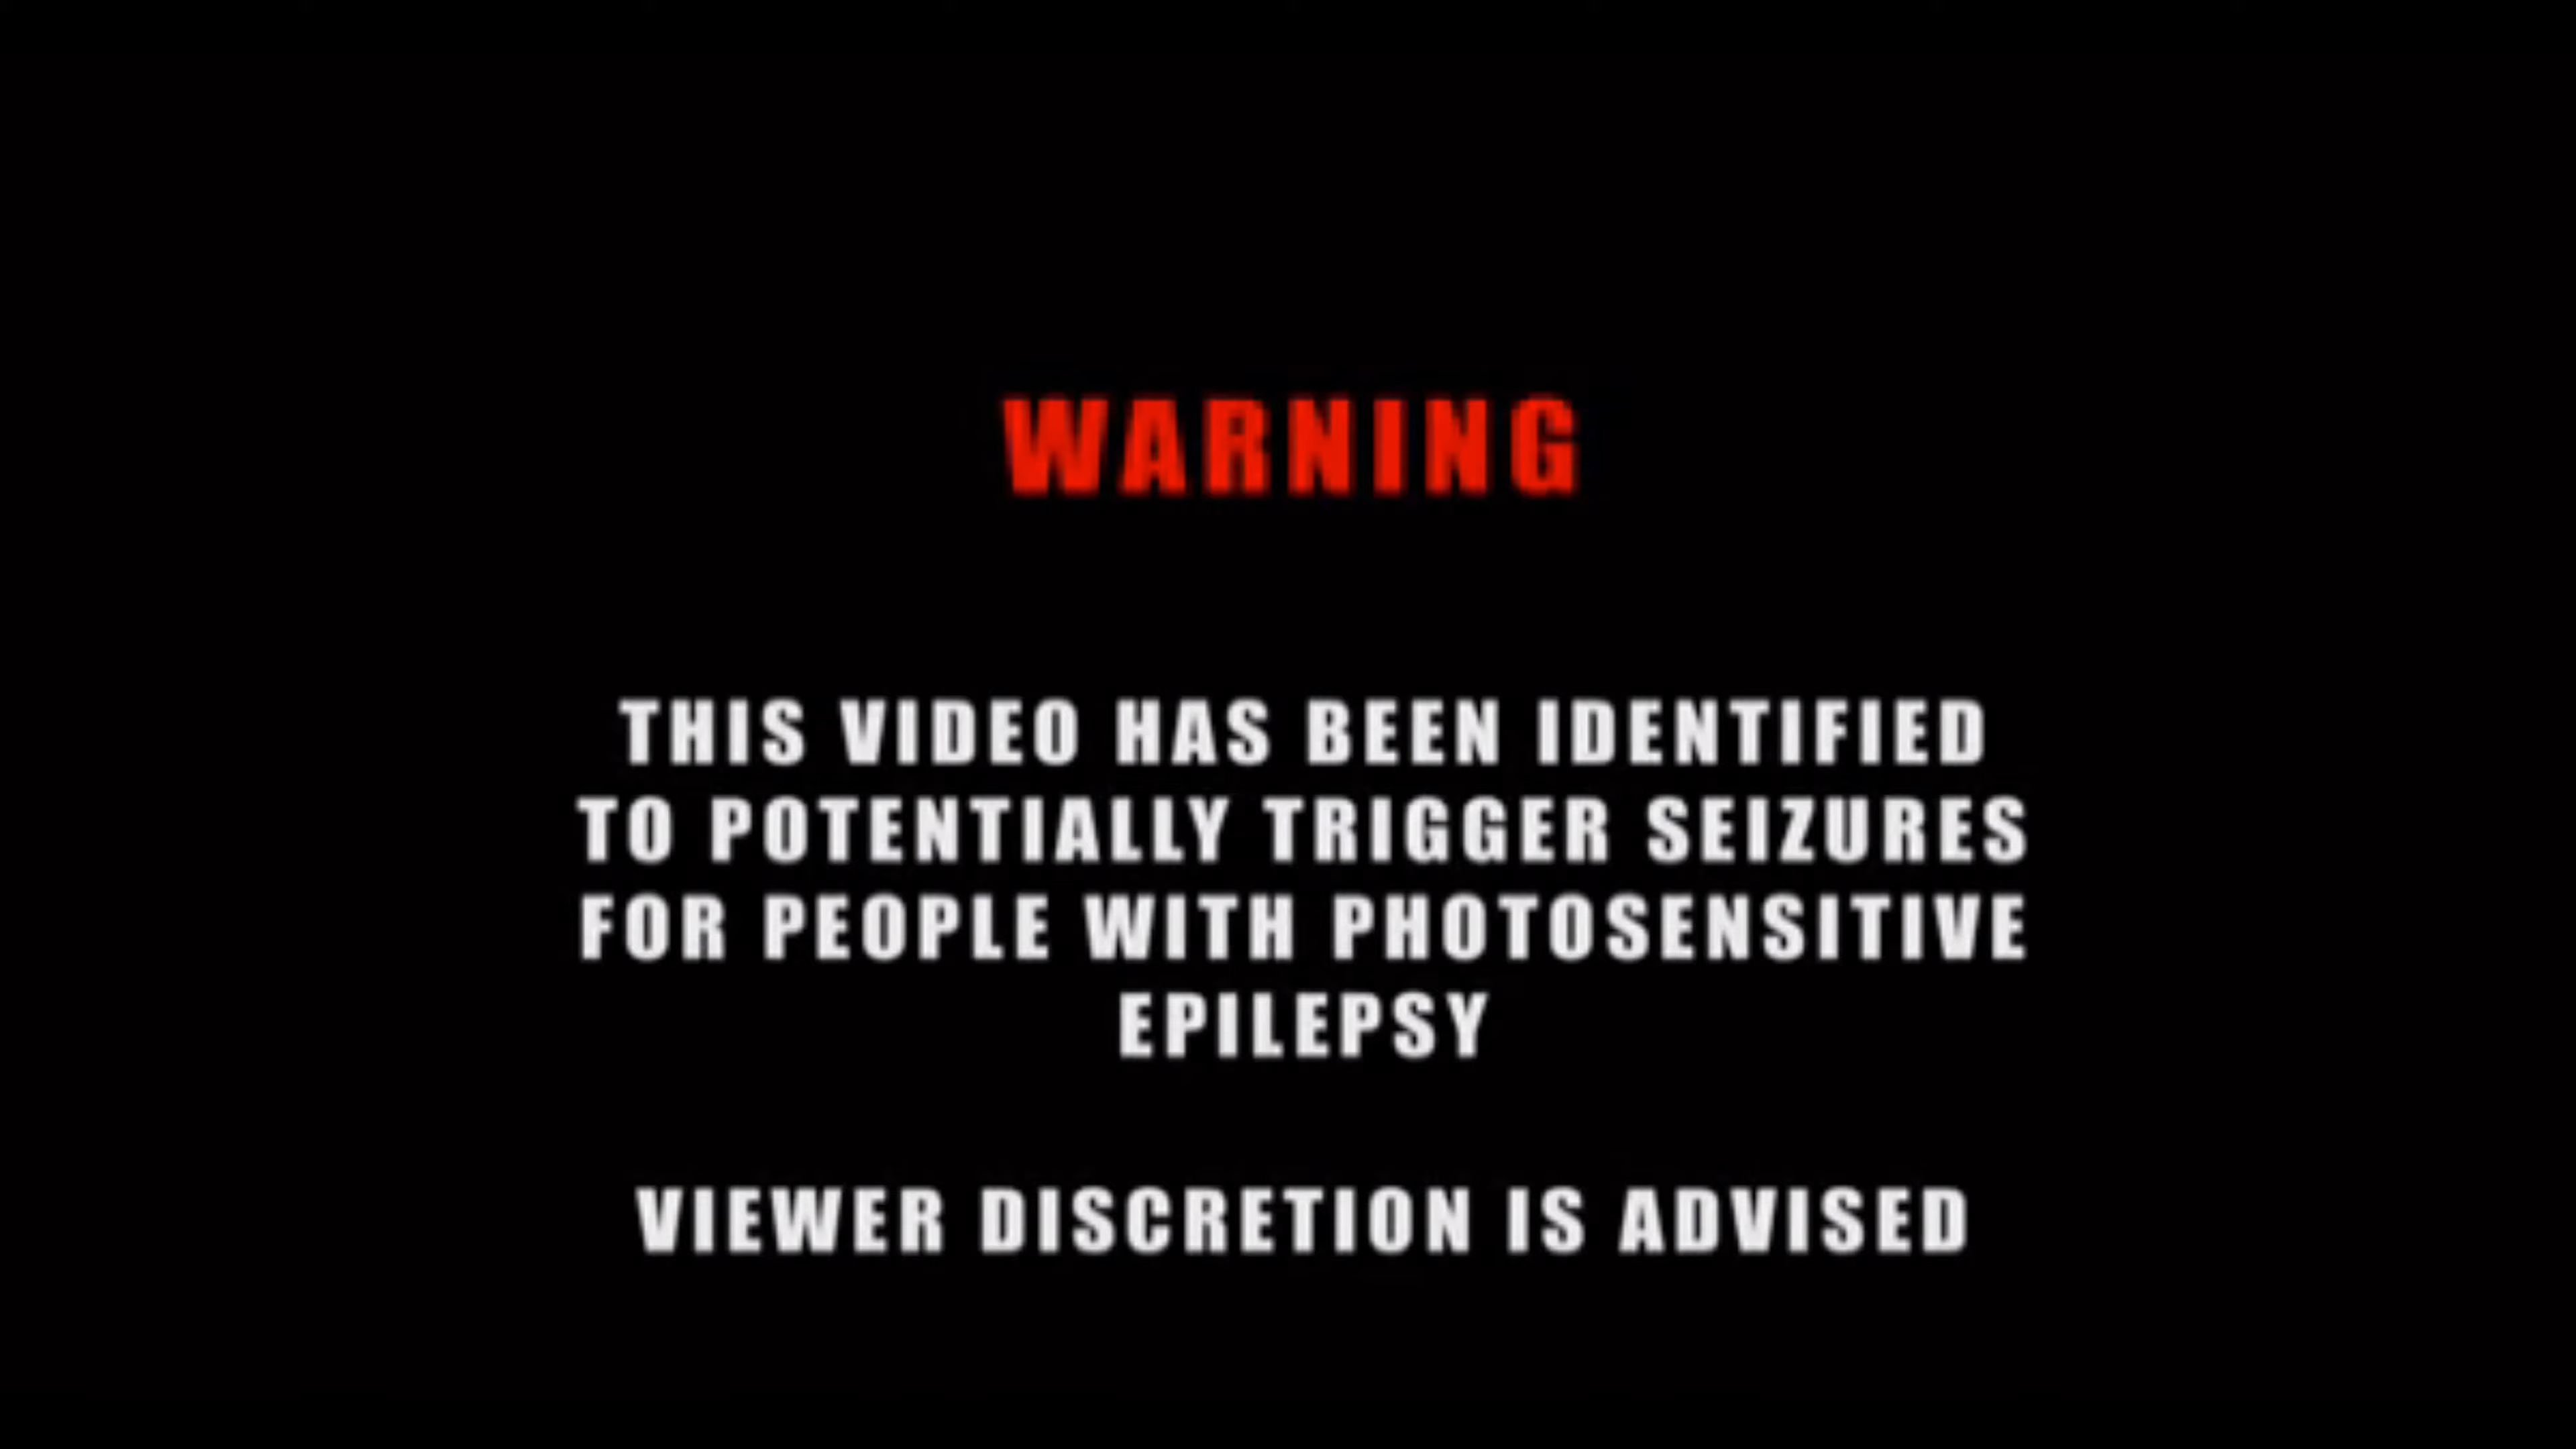 WARNING
THIS VIDEO HAS BEEN IDENTIFIED
TO POTENTIALLY TRIGGER SEIZURES
FOR PEOPLE WITH PHOTOSENSITIVE
EPILEPSY
VIEWER DISCRETION IS ADVISED